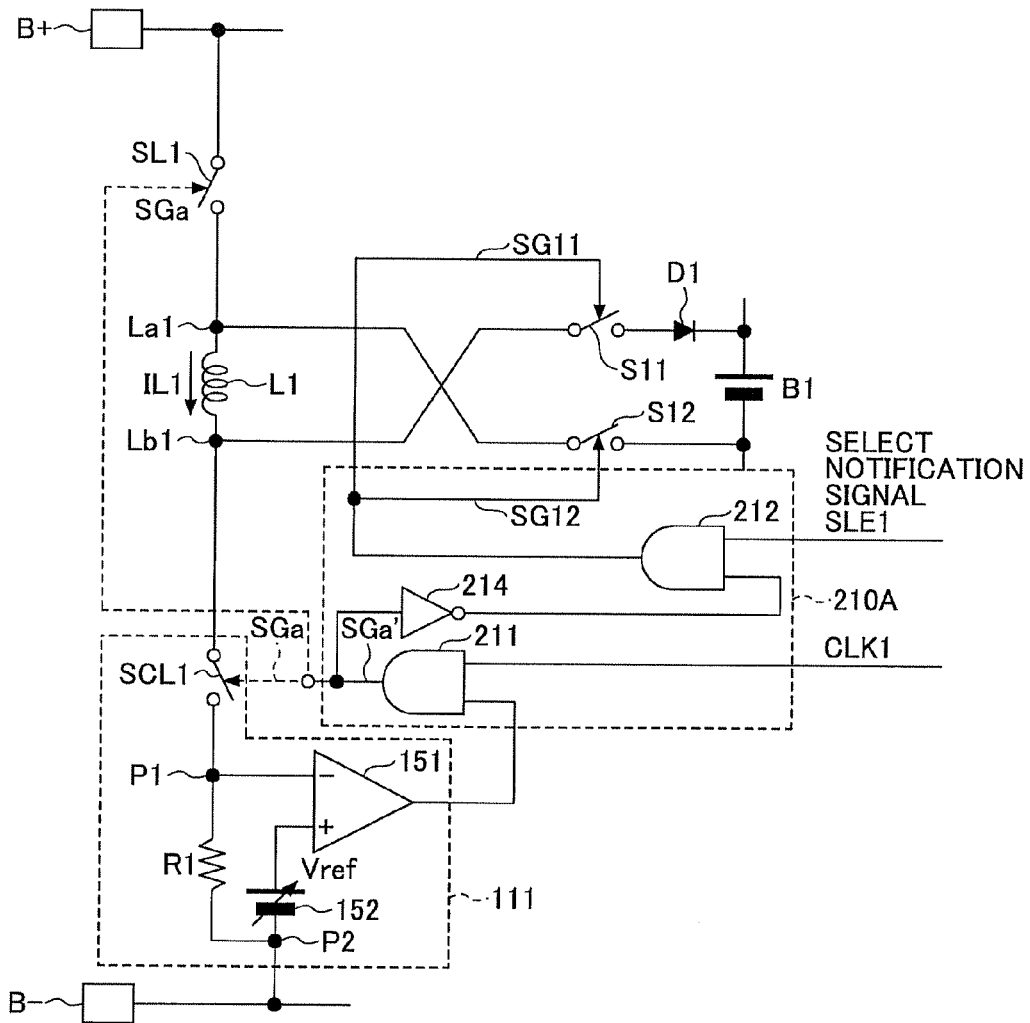 B+
SL1
SGa
SG11
D1
La1
S11
IL1
L1
B1
S12
Lb1
SELECT
NOTIFICATION
SIGNAL
SLE1
SG12
212
214
210A
SGa
SGa'
211
CLK1
SCL1
P1
151
−
+
R1
Vref
152
111
P2
B−